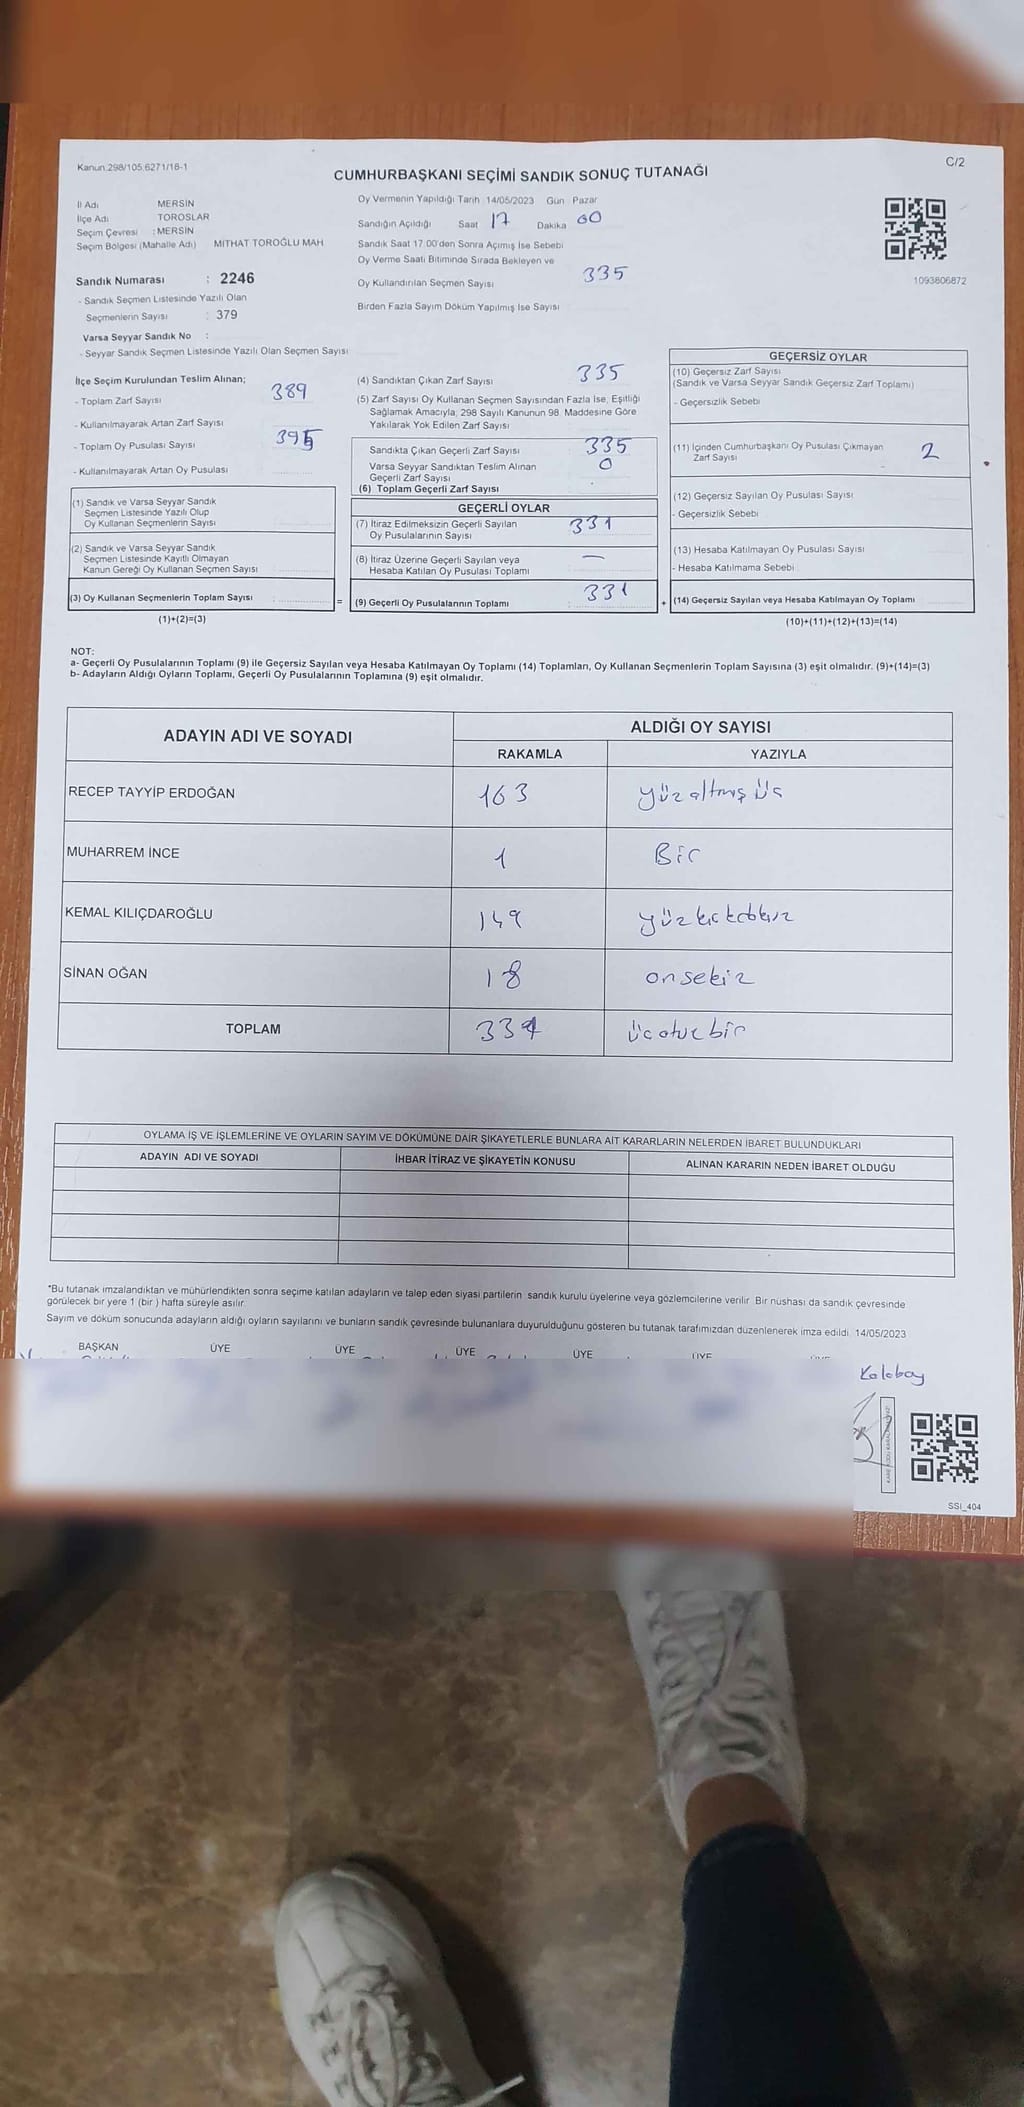 Kanun.298/105.6271/16-1
C/2
CUMHURBAŞKANI SEÇİMİ SANDIK SONUÇ TUTANAĞI
İl Adı MERSİN
İlçe Adı TOROSLAR
Seçim Çevresi : MERSİN
Seçim Bölgesi (Mahalle Adı) MİTHAT TOROĞLU MAH
Sandık Numarası : 2246
- Sandık Seçmen Listesinde Yazılı Olan
Seçmenlerin Sayısı : 379
Varsa Seyyar Sandık No :
- Seyyar Sandık Seçmen Listesinde Yazılı Olan Seçmen Sayısı
Oy Vermenin Yapıldığı Tarih 14/05/2023 Gün Pazar
Sandığın Açıldığı Saat 17 Dakika 00
Sandık Saat 17.00'den Sonra Açımış İse Sebebi
Oy Verme Saati Bitiminde Sırada Bekleyen ve
Oy Kullandırılan Seçmen Sayısı 335
Birden Fazla Sayım Döküm Yapılmış İse Sayısı
1093806872
İlçe Seçim Kurulundan Teslim Alınan;
- Toplam Zarf Sayısı 389
- Kullanılmayarak Artan Zarf Sayısı
- Toplam Oy Pusulası Sayısı 395
- Kullanılmayarak Artan Oy Pusulası
(1) Sandık ve Varsa Seyyar Sandık
Seçmen Listesinde Yazılı Olup
Oy Kullanan Seçmenlerin Sayısı
(2) Sandık ve Varsa Seyyar Sandık
Seçmen Listesinde Kayıtlı Olmayan
Kanun Gereği Oy Kullanan Seçmen Sayısı
(3) Oy Kullanan Seçmenlerin Toplam Sayısı :
(1)+(2)=(3)
(4) Sandıktan Çıkan Zarf Sayısı 335
(5) Zarf Sayısı Oy Kullanan Seçmen Sayısından Fazla İse, Eşitliği
Sağlamak Amacıyla, 298 Sayılı Kanunun 98. Maddesine Göre
Yakılarak Yok Edilen Zarf Sayısı
Sandıkta Çıkan Geçerli Zarf Sayısı 335
Varsa Seyyar Sandıktan Teslim Alınan 0
Geçerli Zarf Sayısı
(6) Toplam Geçerli Zarf Sayısı
GEÇERLİ OYLAR
(7) İtiraz Edilmeksizin Geçerli Sayılan 331
Oy Pusulalarının Sayısı
(8) İtiraz Üzerine Geçerli Sayılan veya —
Hesaba Katılan Oy Pusulası Toplamı
= (9) Geçerli Oy Pusulalarının Toplamı : 331
GEÇERSİZ OYLAR
(10) Geçersiz Zarf Sayısı
(Sandık ve Varsa Seyyar Sandık Geçersiz Zarf Toplamı)
- Geçersizlik Sebebi
(11) İçinden Cumhurbaşkanı Oy Pusulası Çıkmayan 2
Zarf Sayısı
(12) Geçersiz Sayılan Oy Pusulası Sayısı
- Geçersizlik Sebebi
(13) Hesaba Katılmayan Oy Pusulası Sayısı
- Hesaba Katılmama Sebebi
+ (14) Geçersiz Sayılan veya Hesaba Katılmayan Oy Toplamı
(10)+(11)+(12)+(13)=(14)
NOT:
a- Geçerli Oy Pusulalarının Toplamı (9) ile Geçersiz Sayılan veya Hesaba Katılmayan Oy Toplamı (14) Toplamları, Oy Kullanan Seçmenlerin Toplam Sayısına (3) eşit olmalıdır. (9)+(14)=(3)
b- Adayların Aldığı Oyların Toplamı, Geçerli Oy Pusulalarının Toplamına (9) eşit olmalıdır.
ADAYIN ADI VE SOYADI ALDIĞI OY SAYISI
RAKAMLA YAZIYLA
RECEP TAYYİP ERDOĞAN 163 yüzaltmışüç
MUHARREM İNCE 1 Bir
KEMAL KILIÇDAROĞLU 149 yüzkırkdokuz
SİNAN OĞAN 18 onsekiz
TOPLAM 331 üçotuzbir
OYLAMA İŞ VE İŞLEMLERİNE VE OYLARIN SAYIM VE DÖKÜMÜNE DAİR ŞİKAYETLERLE BUNLARA AİT KARARLARIN NELERDEN İBARET BULUNDUKLARI
ADAYIN ADI VE SOYADI İHBAR İTİRAZ VE ŞİKAYETİN KONUSU ALINAN KARARIN NEDEN İBARET OLDUĞU
*Bu tutanak imzalandıktan ve mühürlendikten sonra seçime katılan adayların ve talep eden siyasi partilerin sandık kurulu üyelerine veya gözlemcilerine verilir. Bir nüshası da sandık çevresinde
görülecek bir yere 1 (bir ) hafta süreyle asılır.
Sayım ve döküm sonucunda adayların aldığı oyların sayılarını ve bunların sandık çevresinde bulunanlara duyurulduğunu gösteren bu tutanak tarafımızdan düzenlenerek imza edildi. 14/05/2023
BAŞKAN ÜYE ÜYE ÜYE ÜYE ÜYE
Kalabay
SSI_404